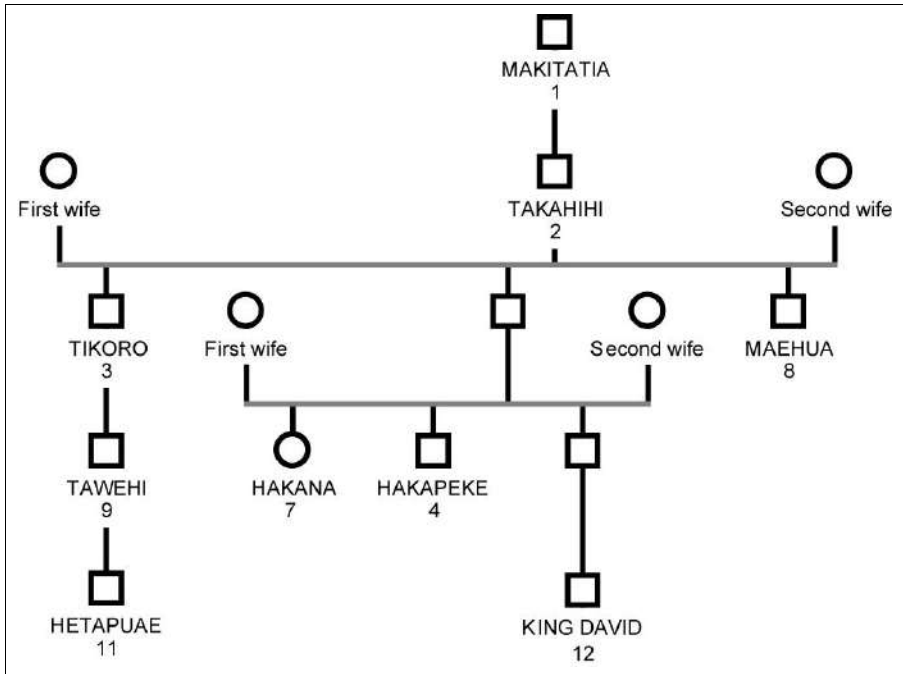 MAKITATIA
1
First wife
TAKAHIHI
2
Second wife
TIKORO
3
First wife
Second wife
MAEHUA
8
TAWEHI
9
HAKANA
7
HAKAPEKE
4
HETAPUAE
11
KING DAVID
12